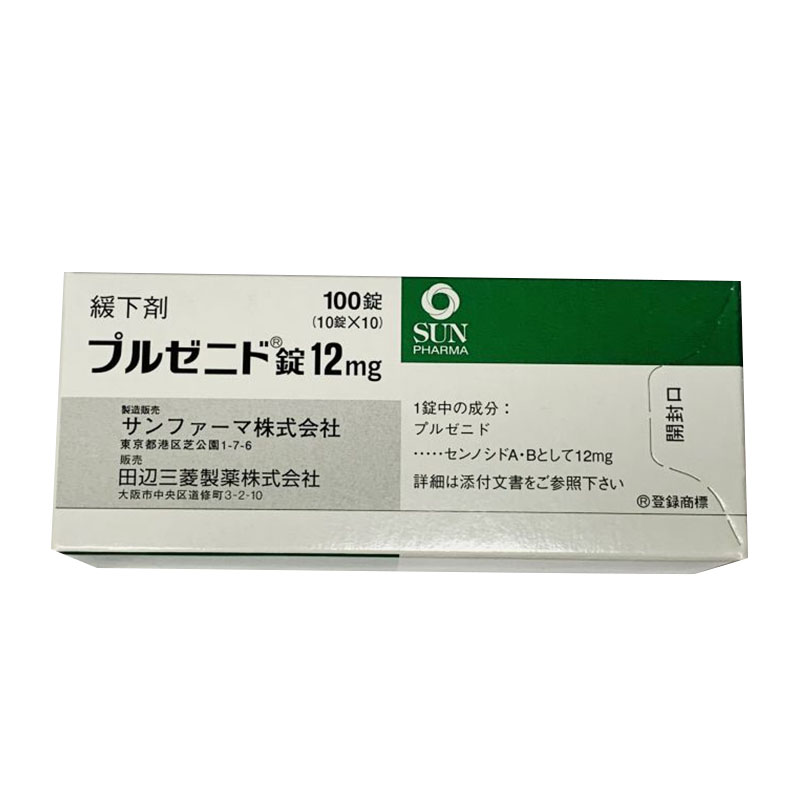 緩下剤
100錠
(10錠×10)
プルゼニド®錠12mg
製造販売
サンファーマ株式会社
東京都港区芝公園1-7-6
販売
田辺三菱製薬株式会社
大阪市中央区道修町3-2-10
SUN
PHARMA
1錠中の成分：
プルゼニド
‥‥‥センノシドA・Bとして12mg
詳細は添付文書をご参照下さい
®登録商標
開封口